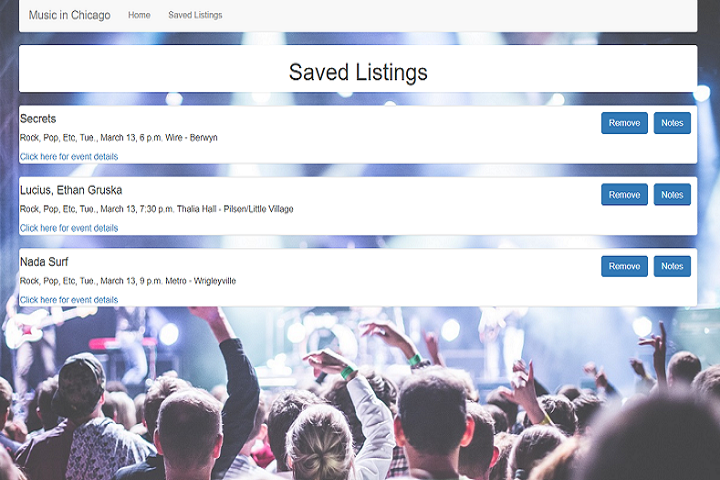 Music in Chicago Home Saved Listings
Saved Listings
Secrets
Remove Notes
Rock, Pop, Etc, Tue., March 13, 6 p.m. Wire - Berwyn
Click here for event details
Lucius, Ethan Gruska
Remove Notes
Rock, Pop, Etc, Tue., March 13, 7:30 p.m. Thalia Hall - Pilsen/Little Village
Click here for event details
Nada Surf
Remove Notes
Rock, Pop, Etc, Tue., March 13, 9 p.m. Metro - Wrigleyville
Click here for event details